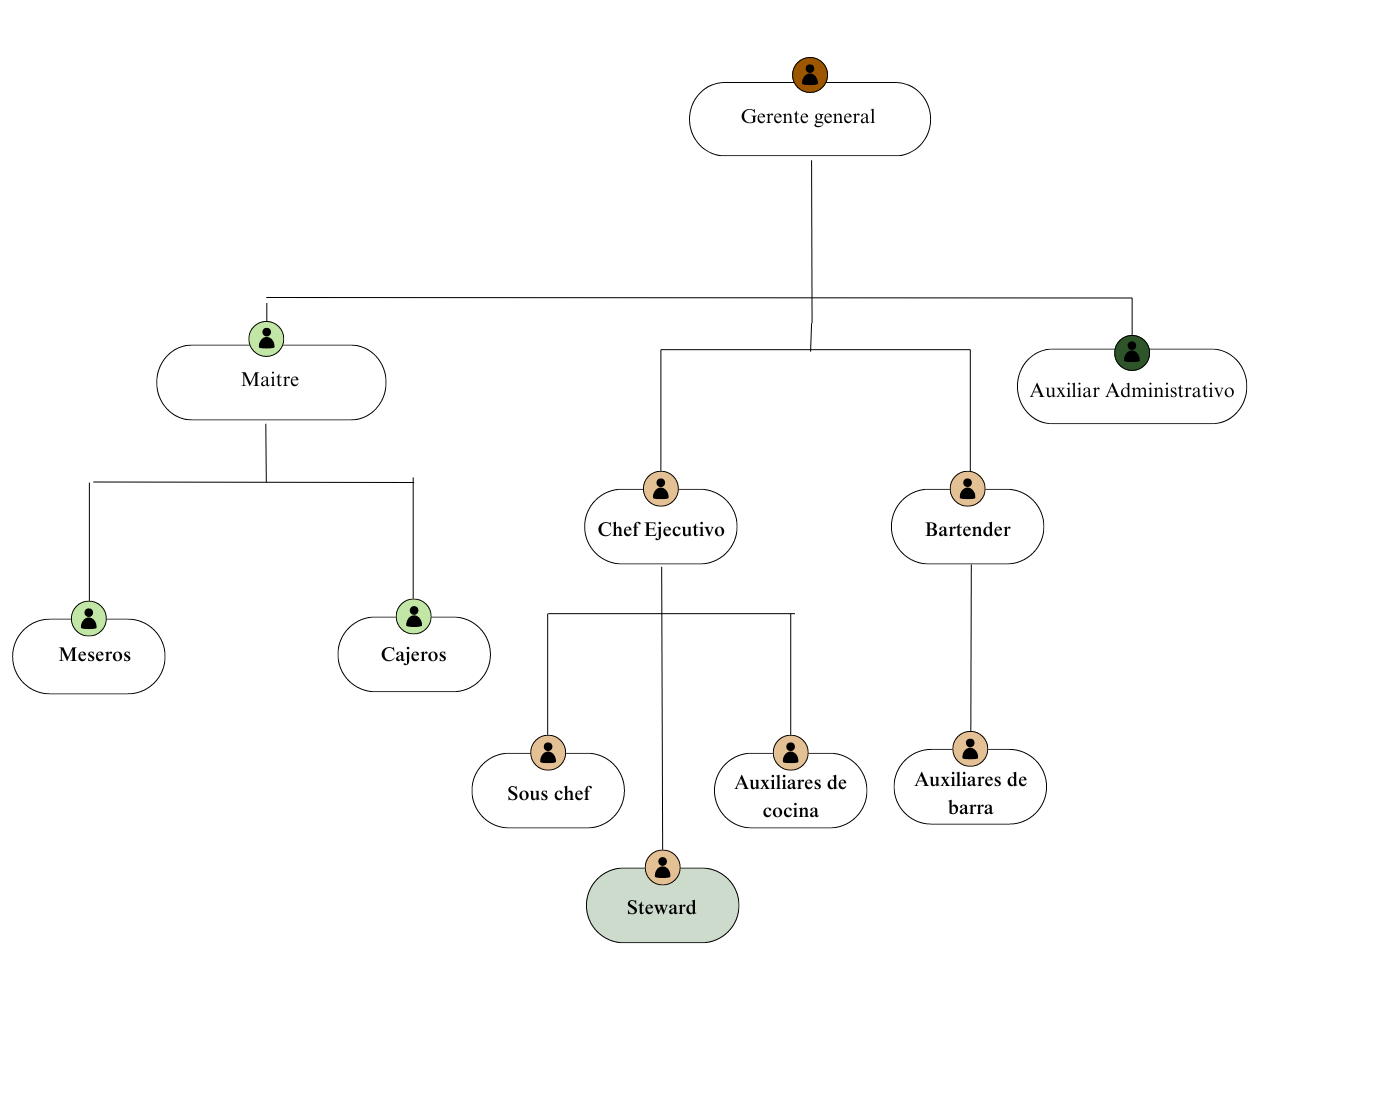 Gerente general
Maitre
Auxiliar Administrativo
Chef Ejecutivo
Bartender
Meseros
Cajeros
Sous chef
Auxiliares de
cocina
Auxiliares de
barra
Steward